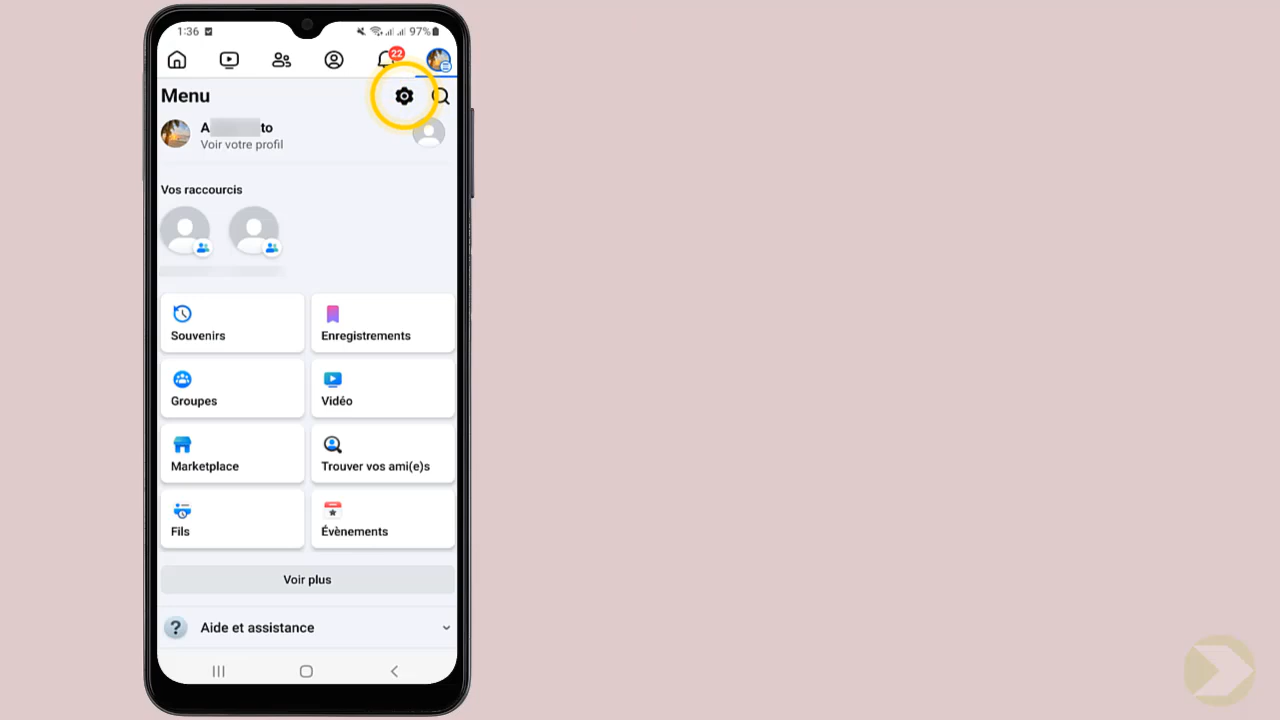 1:36 97%
22
Menu
A to
Voir votre profil
Vos raccourcis
Souvenirs Enregistrements
Groupes Vidéo
Marketplace Trouver vos ami(e)s
Fils Évènements
Voir plus
? Aide et assistance